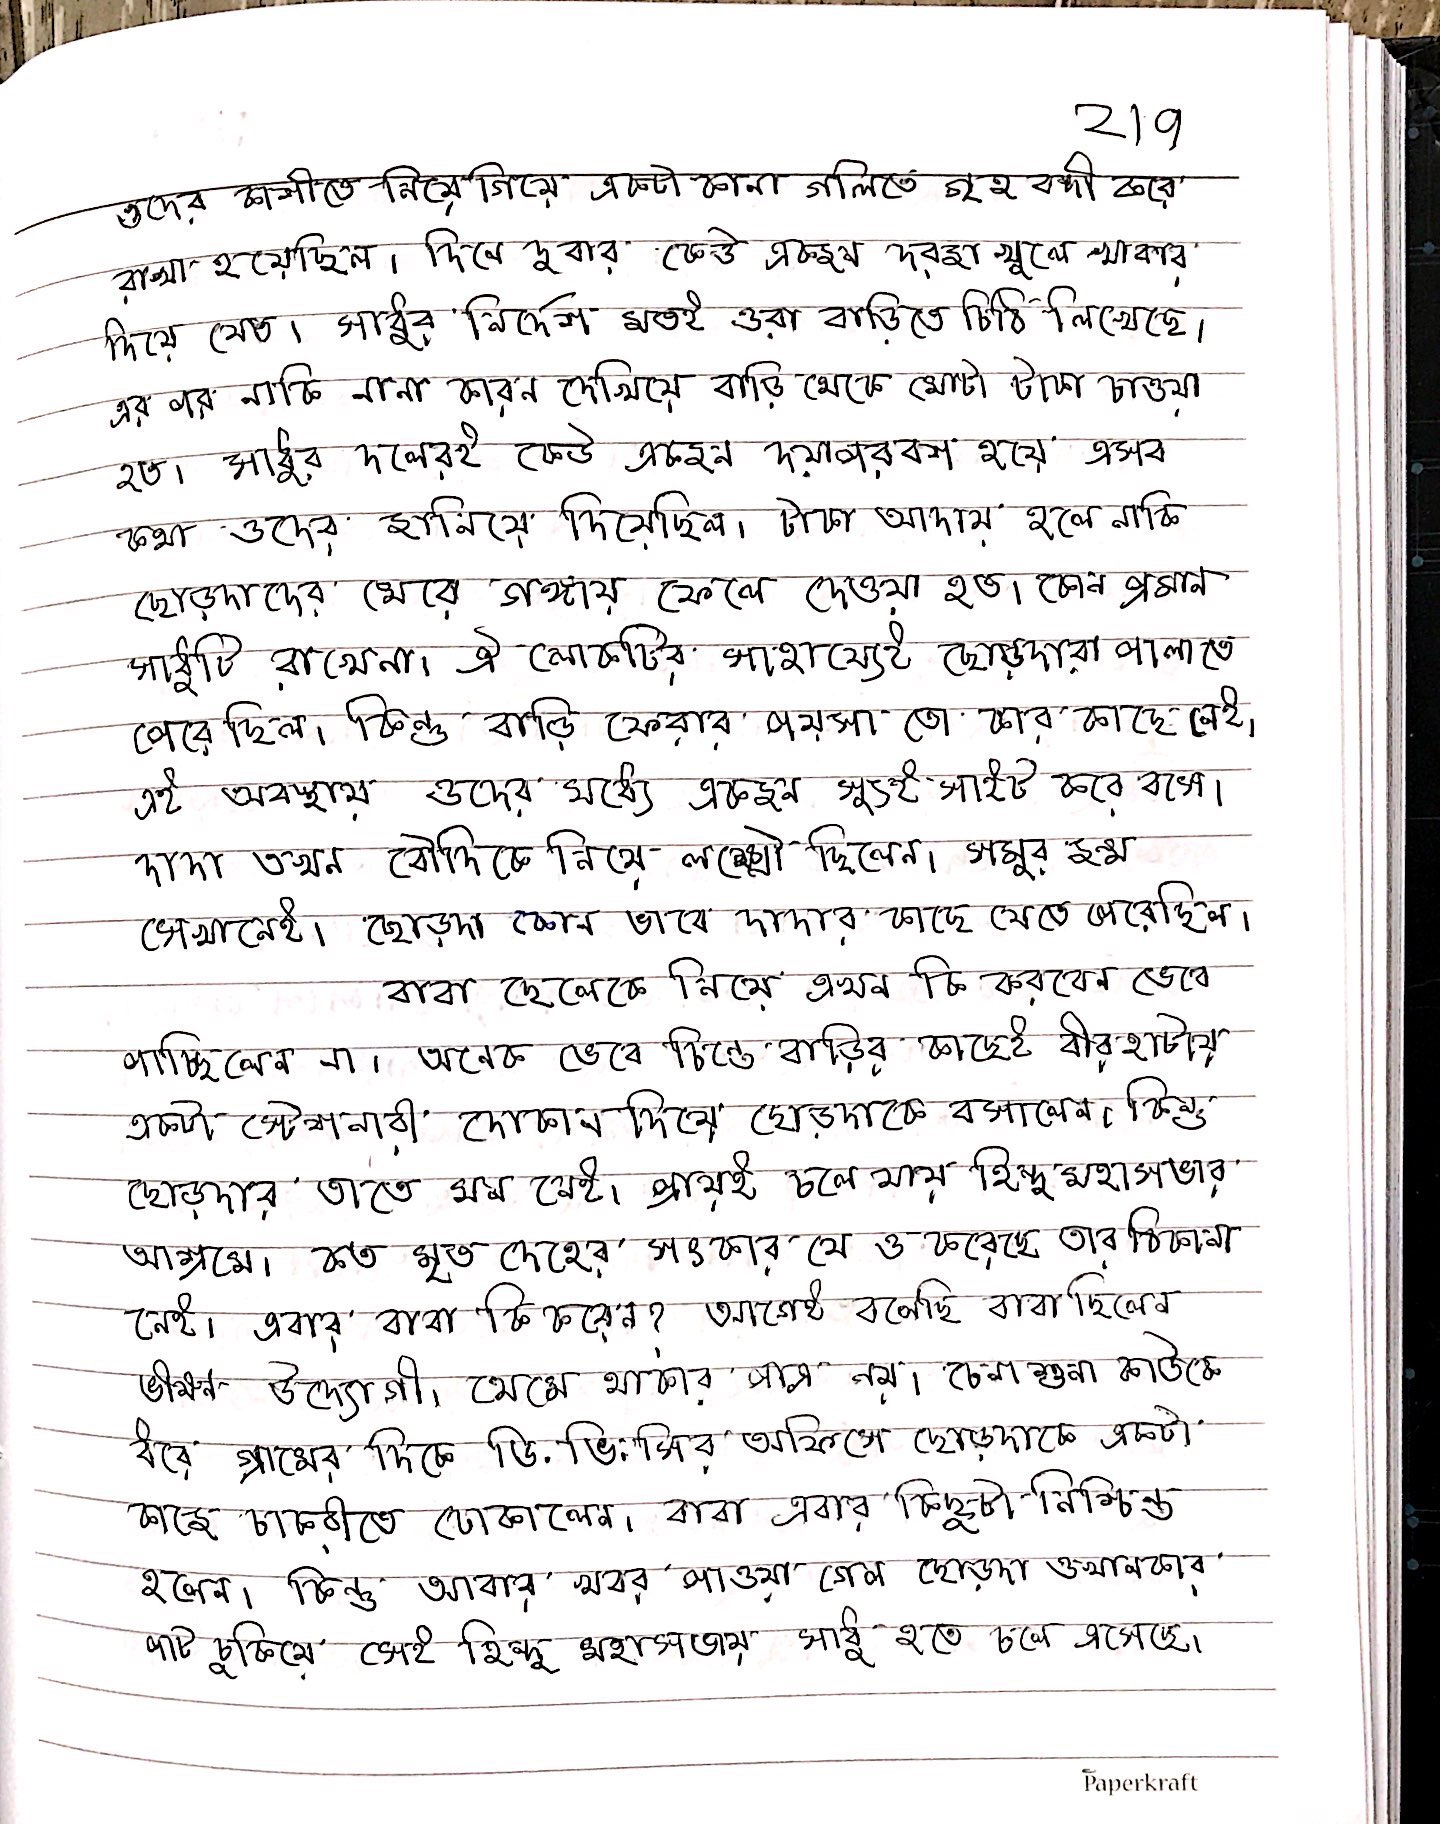 219
ওদের কাশীতে নিয়ে গিয়ে একটা কানা গলিতে গৃহ বন্দী করে
রাখা হয়েছিল। দিনে দুবার কেউ একজন দরজা খুলে খাবার
দিয়ে যেত। সাধুর নির্দেশ মতই ওরা বাড়িতে চিঠি লিখেছে।
এর পর নাকি নানা কারন দেখিয়ে বাড়ি থেকে মোটা টাকা চাওয়া
হত। সাধুর দলেরই কেউ একজন দয়াপরবশ হয়ে এসব
কথা ওদের জানিয়ে দিয়েছিল। টাকা আদায় হলে নাকি
ছোড়দাদের মেরে গঙ্গায় ফেলে দেওয়া হত। কোন প্রমান
সাধুটি রাখেনা। ঐ লোকটির সাহায্যেই ছোড়দারা পালাতে
পেরেছিল। কিন্তু বাড়ি ফেরার পয়সা তো কার কাছে নেই।
এই অবস্থায় ওদের মধ্যে একজন সুইসাইট করে বসে।
দাদা তখন বৌদিকে নিয়ে লক্ষ্ণৌ ছিলেন। সমুর জন্ম
সেখানেই। ছোড়দা কোন ভাবে দাদার কাছে যেতে পেরেছিল।
বাবা ছেলেকে নিয়ে এখন কি করবেন ভেবে
পাচ্ছিলেন না। অনেক ভেবে চিন্তে বাড়ির কাছেই বীরহাটায়
একটা স্টেশনারী দোকান দিয়ে ছোড়দাকে বসালেন। কিন্তু
ছোড়দার তাতে মন নেই। প্রায়ই চলে যায় হিন্দু মহাসভার
আশ্রমে। কত মৃত দেহের সৎকার যে ও করেছে তার ঠিকানা
নেই। এবার বাবা কি করেন? আগেই বলেছি বাবা ছিলেন
ভীষন উদ্যোগী। থেমে থাকার পাত্র নয়। চেনা শুনা কাউকে
ধরে গ্রামের দিকে ডি. ভি. সির অফিসে ছোড়দাকে একটা
কাজে চাকরীতে ঢোকালেন। বাবা এবার কিছুটা নিশ্চিন্ত
হলেন। কিন্তু আবার খবর পাওয়া গেল ছোড়দা ওখানকার
পাট চুকিয়ে সেই হিন্দু মহাসভায় সাধু হতে চলে এসেছে।
Paperkraft